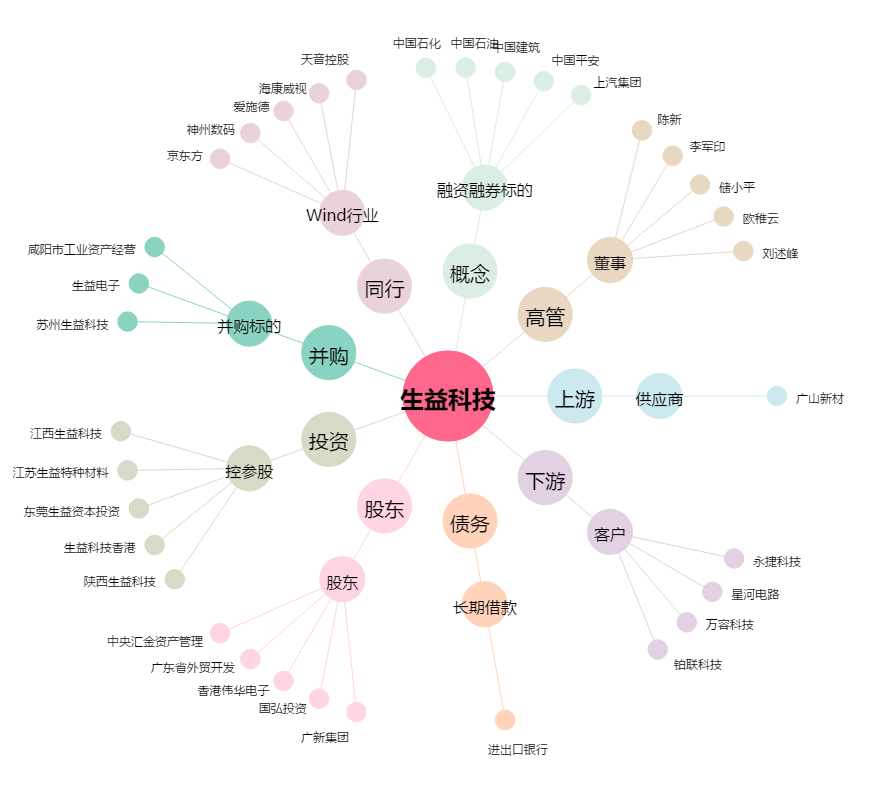 中国石化
中国石油
中国建筑
中国平安
上汽集团
天音控股
海康威视
爱施德
神州数码
京东方
陈新
李军印
储小平
欧稚云
刘述峰
Wind行业
融资融券标的
董事
咸阳市工业资产经营
生益电子
苏州生益科技
并购标的
同行
概念
高管
并购
生益科技
上游
供应商
广山新材
江西生益科技
江苏生益特种材料
东莞生益资本投资
生益科技香港
陕西生益科技
控参股
投资
股东
债务
下游
客户
永捷科技
星河电路
万容科技
铂联科技
股东
长期借款
中央汇金资产管理
广东省外贸开发
香港伟华电子
国弘投资
广新集团
进出口银行